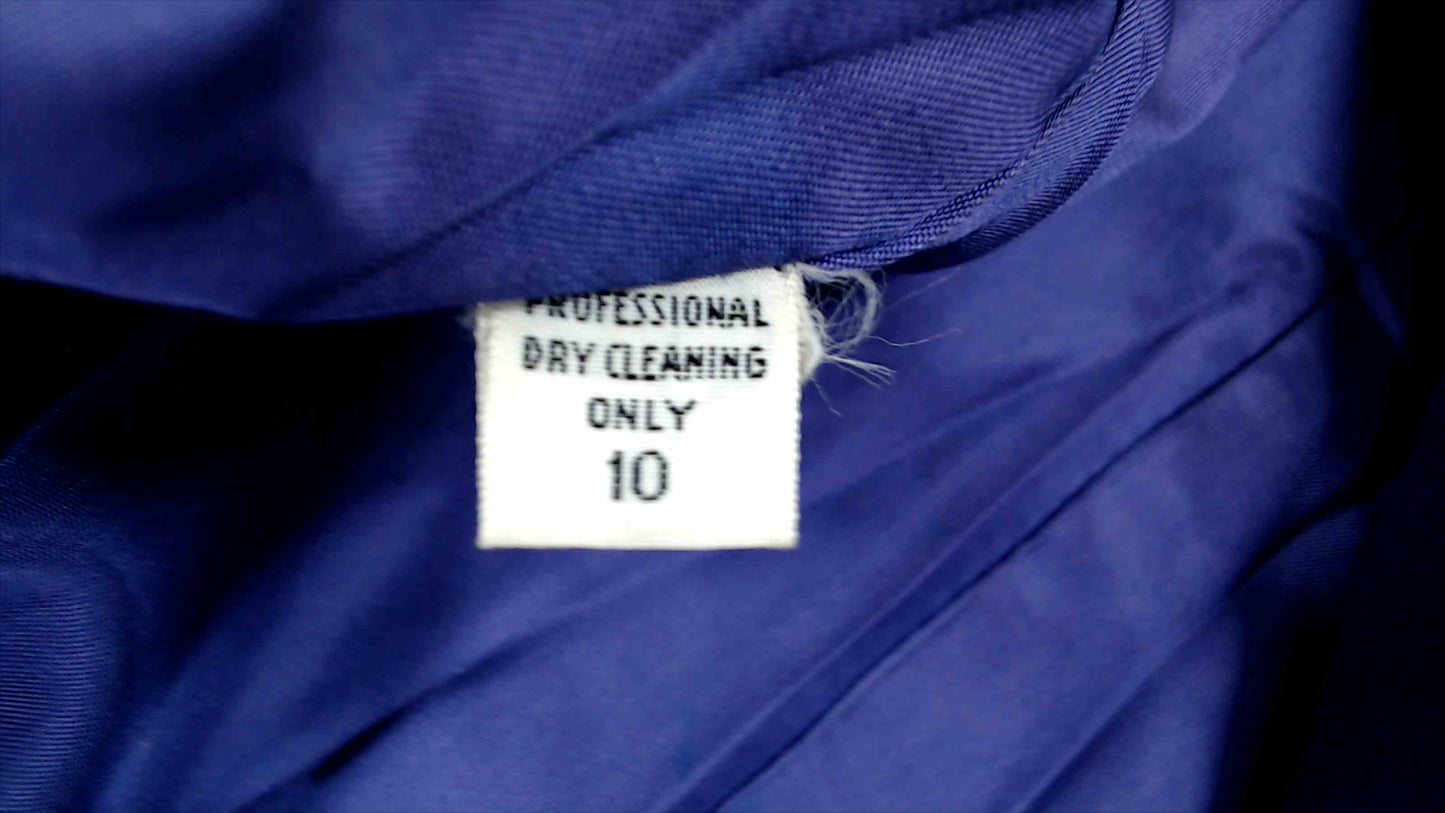 PROFESSIONAL
DRY CLEANING
ONLY
10